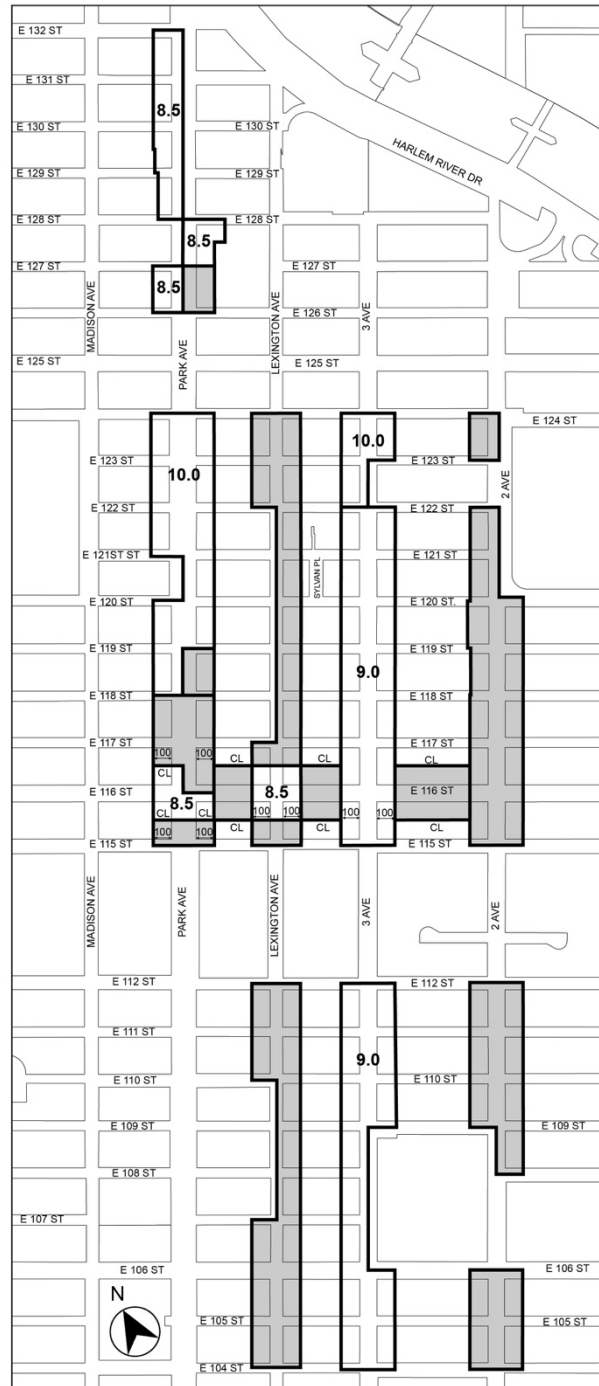 E 132 ST
E 131 ST
8.5
E 130 ST
E 130 ST
HARLEM RIVER DR
E 129 ST
E 129 ST
E 128 ST
E 128 ST
8.5
E 127 ST
E 127 ST
8.5
MADISON AVE
E 126 ST
LEXINGTON AVE
3 AVE
PARK AVE
E 125 ST
E 125 ST
E 124 ST
10.0
E 123 ST
E 123 ST
10.0
2 AVE
E 122 ST
E 122 ST
E 121ST ST
E 121 ST
SYLVAN PL
E 120 ST
E 120 ST.
E 119 ST
E 119 ST
9.0
E 118 ST
E 118 ST
E 117 ST
E 117 ST
100
100
CL
CL
CL
CL
E 116 ST
8.5
E 116 ST
8.5
CL
CL
100
100
100
100
100
100
CL
CL
CL
E 115 ST
E 115 ST
MADISON AVE
PARK AVE
LEXINGTON AVE
3 AVE
2 AVE
E 112 ST
E 112 ST
E 111 ST
9.0
E 110 ST
E 110 ST
E 109 ST
E 109 ST
E 108 ST
E 107 ST
E 106 ST
E 106 ST
N
E 105 ST
E 105 ST
E 104 ST